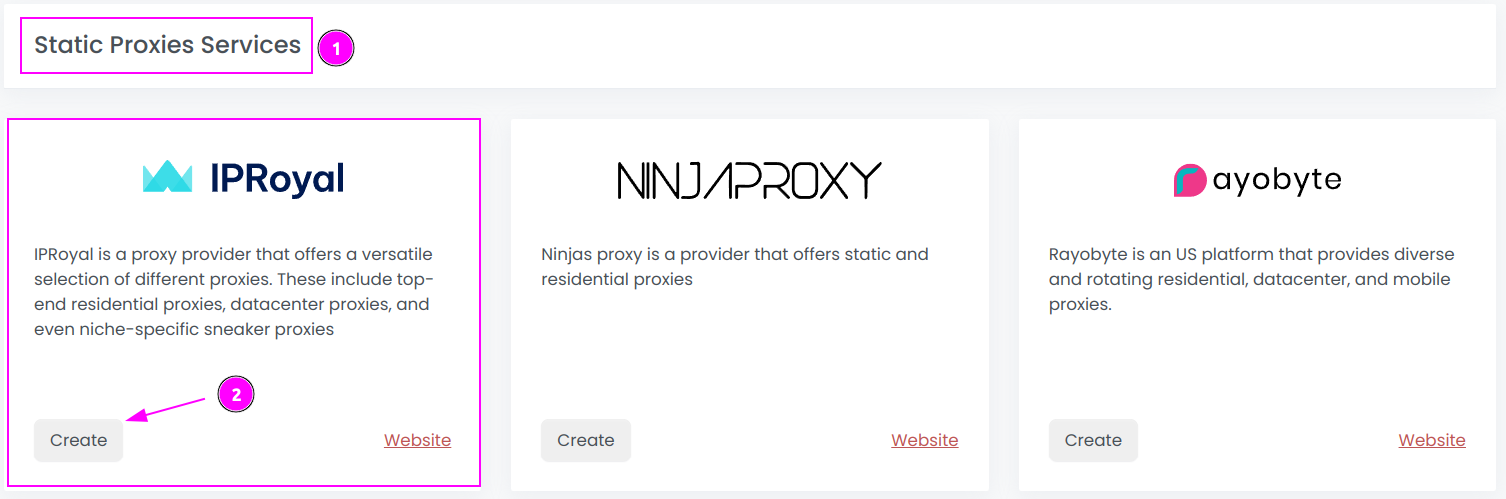 Static Proxies Services
1
IPRoyal
IPRoyal is a proxy provider that offers a versatile
selection of different proxies. These include top-
end residential proxies, datacenter proxies, and
even niche-specific sneaker proxies
2
Create
Website
NINJAPROXY
Ninjas proxy is a provider that offers static and
residential proxies
Create
Website
rayobyte
Rayobyte is an US platform that provides diverse
and rotating residential, datacenter, and mobile
proxies.
Create
Website